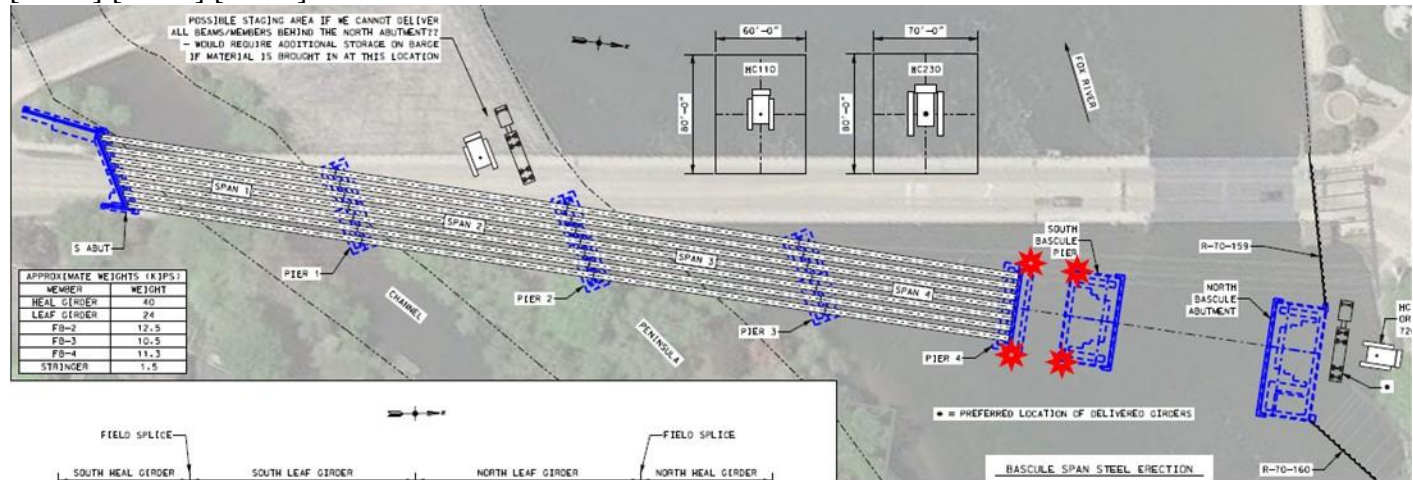 POSSIBLE STAGING AREA IF WE CANNOT DELIVER
ALL BEAMS/MEMBERS BEHIND THE NORTH ABUTMENT??
- WOULD REQUIRE ADDITIONAL STORAGE ON BARGE
IF MATERIAL IS BROUGHT IN AT THIS LOCATION
60'-0"
70'-0"
HC110
HC230
80'-0"
80'-0"
FOX RIVER
SPAN 1
SPAN 2
SPAN 3
SPAN 4
S ABUT
PIER 1
PIER 2
PIER 3
PIER 4
SOUTH
BASCULE
PIER
R-70-159
NORTH
BASCULE
ABUTMENT
HC
OR
CHANNEL
PENINSULA
APPROXIMATE WEIGHTS (KIPS)
MEMBER WEIGHT
HEAL GIRDER 40
LEAF GIRDER 24
FB-2 12.5
FB-3 10.5
FB-4 11.3
STRINGER 1.5
* = PREFERRED LOCATION OF DELIVERED GIRDERS
FIELD SPLICE
FIELD SPLICE
SOUTH HEAL GIRDER
SOUTH LEAF GIRDER
NORTH LEAF GIRDER
NORTH HEAL GIRDER
BASCULE SPAN STEEL ERECTION
R-70-160